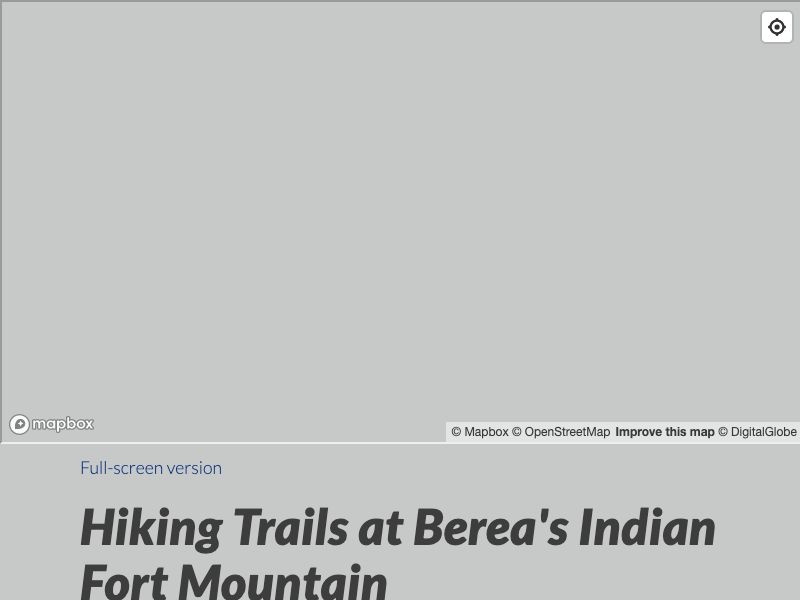 mapbox
© Mapbox © OpenStreetMap Improve this map © DigitalGlobe
Full-screen version
Hiking Trails at Berea's Indian
Fort Mountain